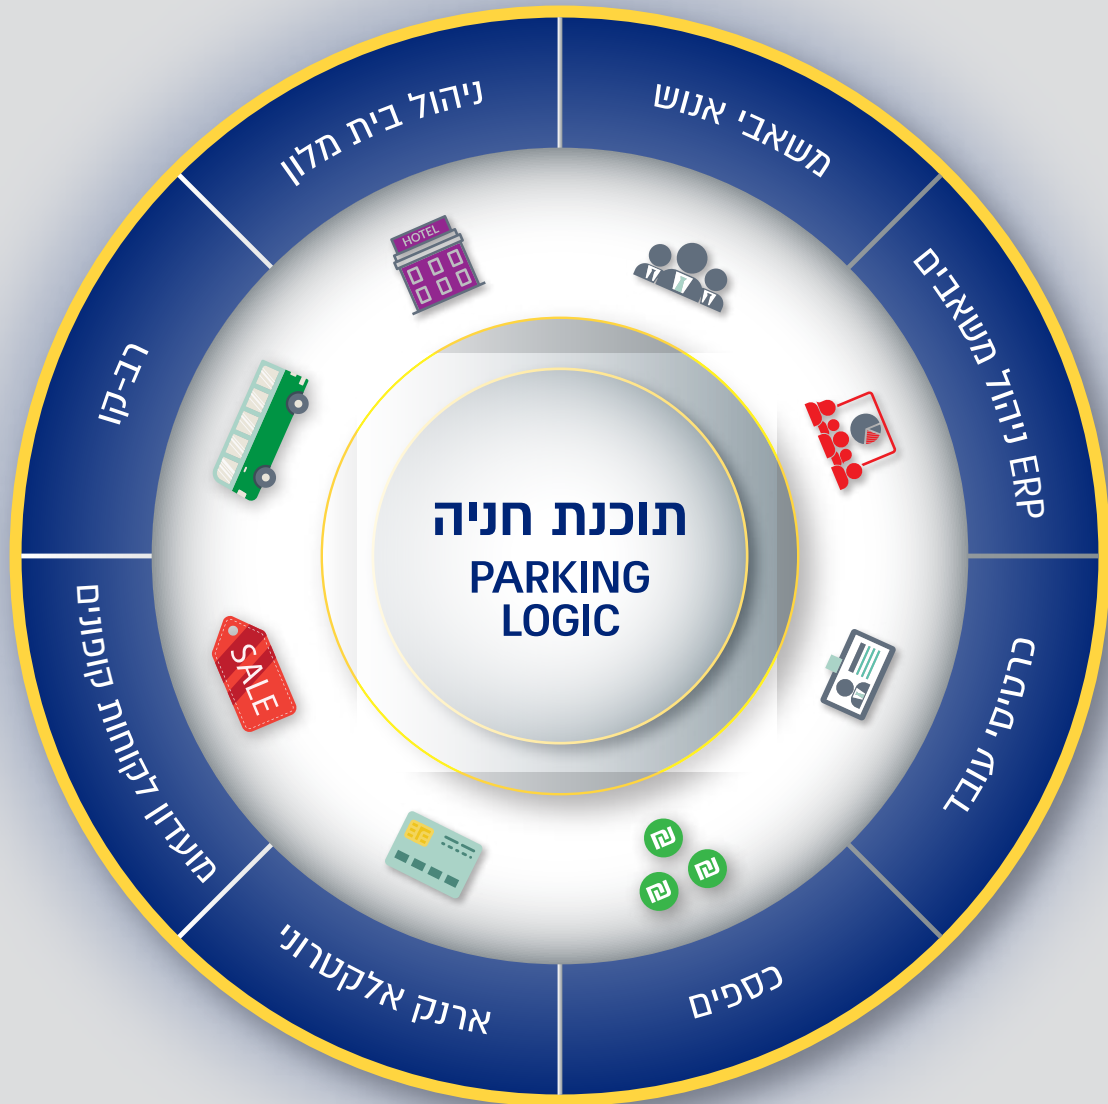 תוכנת חניה
PARKING
LOGIC
משאבי אנוש
ERP ניהול משאבים
כרטיסי עובד
כספים
ארנק אלקטרוני
מועדון לקוחות קופונים
רב-קו
ניהול בית מלון
HOTEL
SALE
₪
₪
₪